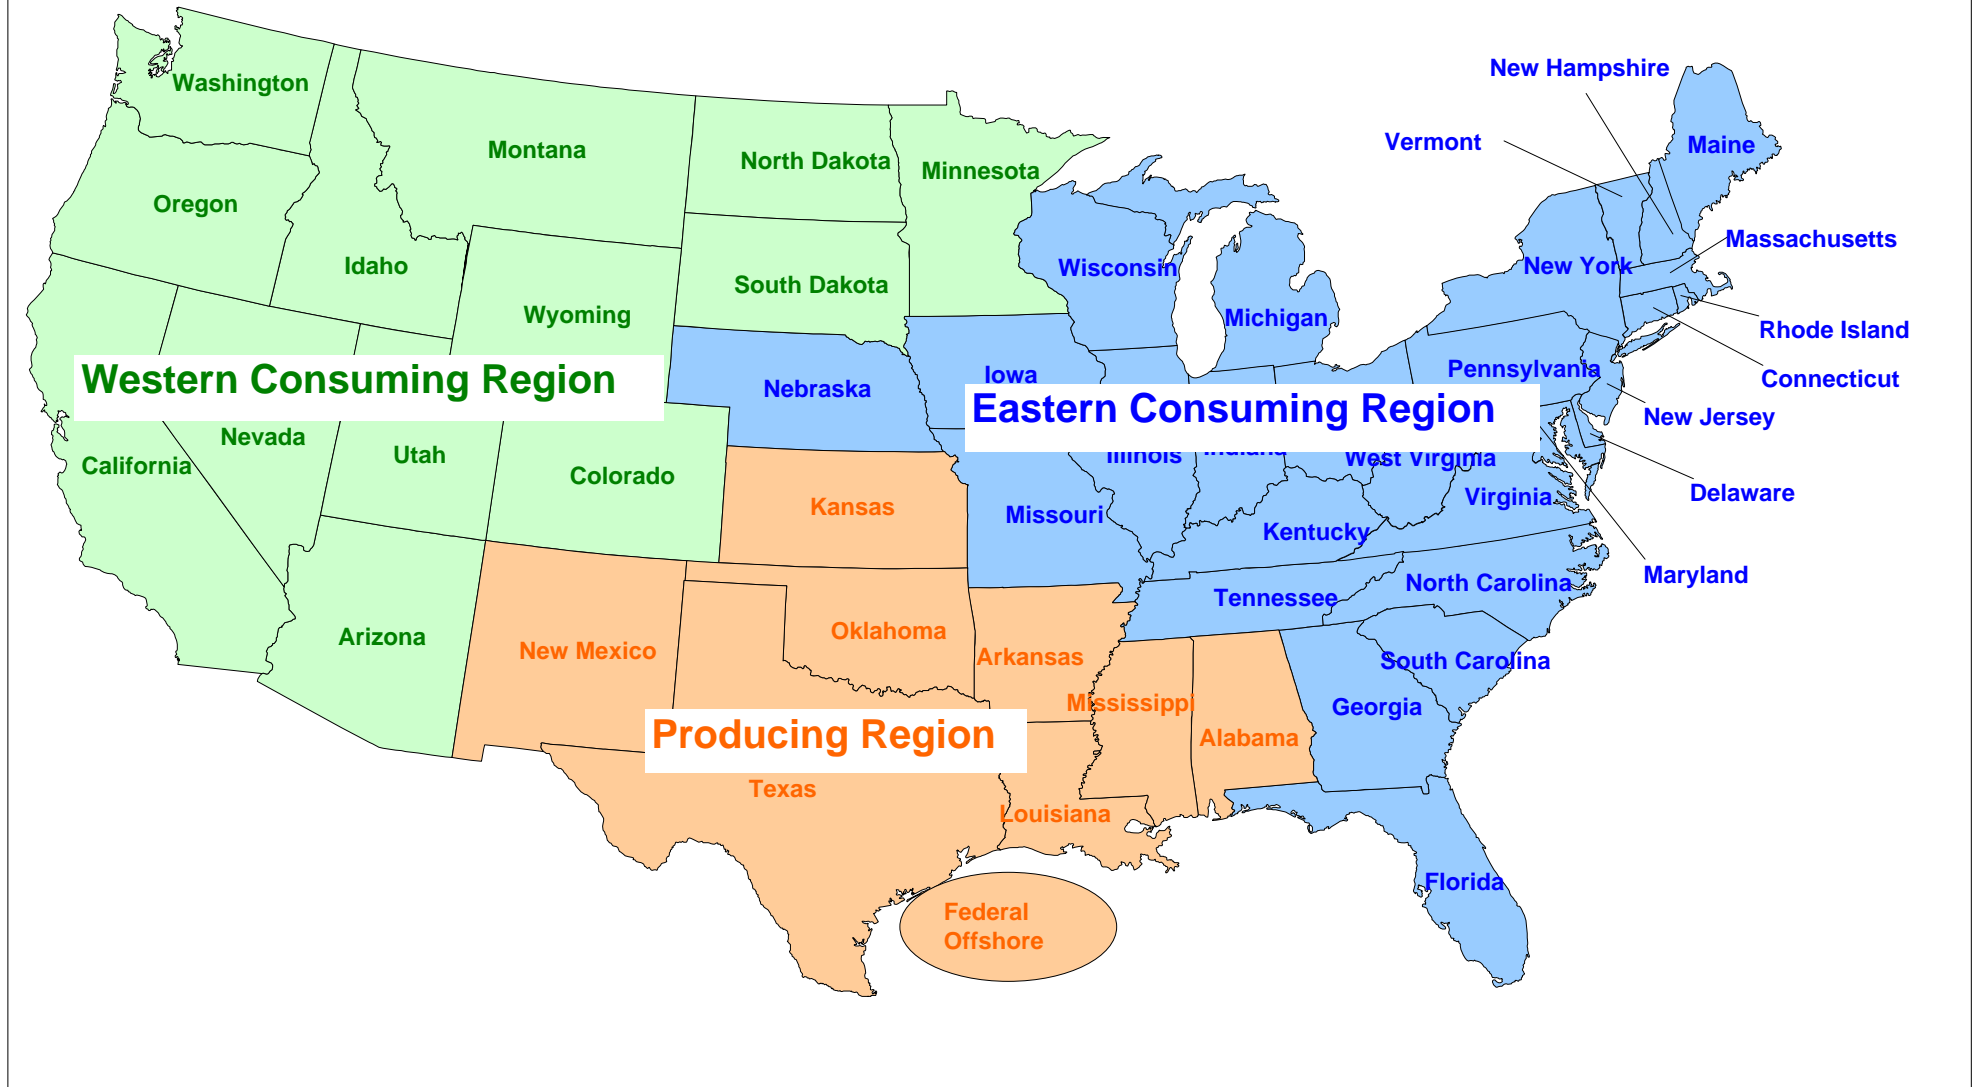 New Hampshire
Washington
Vermont
Maine
Montana
North Dakota
Minnesota
Oregon
Massachusetts
Idaho
Wisconsin
New York
South Dakota
Wyoming
Michigan
Rhode Island
Western Consuming Region
Nebraska
Iowa
Pennsylvania
Connecticut
Eastern Consuming Region
New Jersey
Nevada
Utah
California
Colorado
Illinois
Indiana
West Virginia
Virginia
Delaware
Kansas
Missouri
Kentucky
Maryland
North Carolina
Tennessee
Arizona
New Mexico
Oklahoma
Arkansas
South Carolina
Mississippi
Georgia
Producing Region
Alabama
Texas
Louisiana
Florida
Federal
Offshore